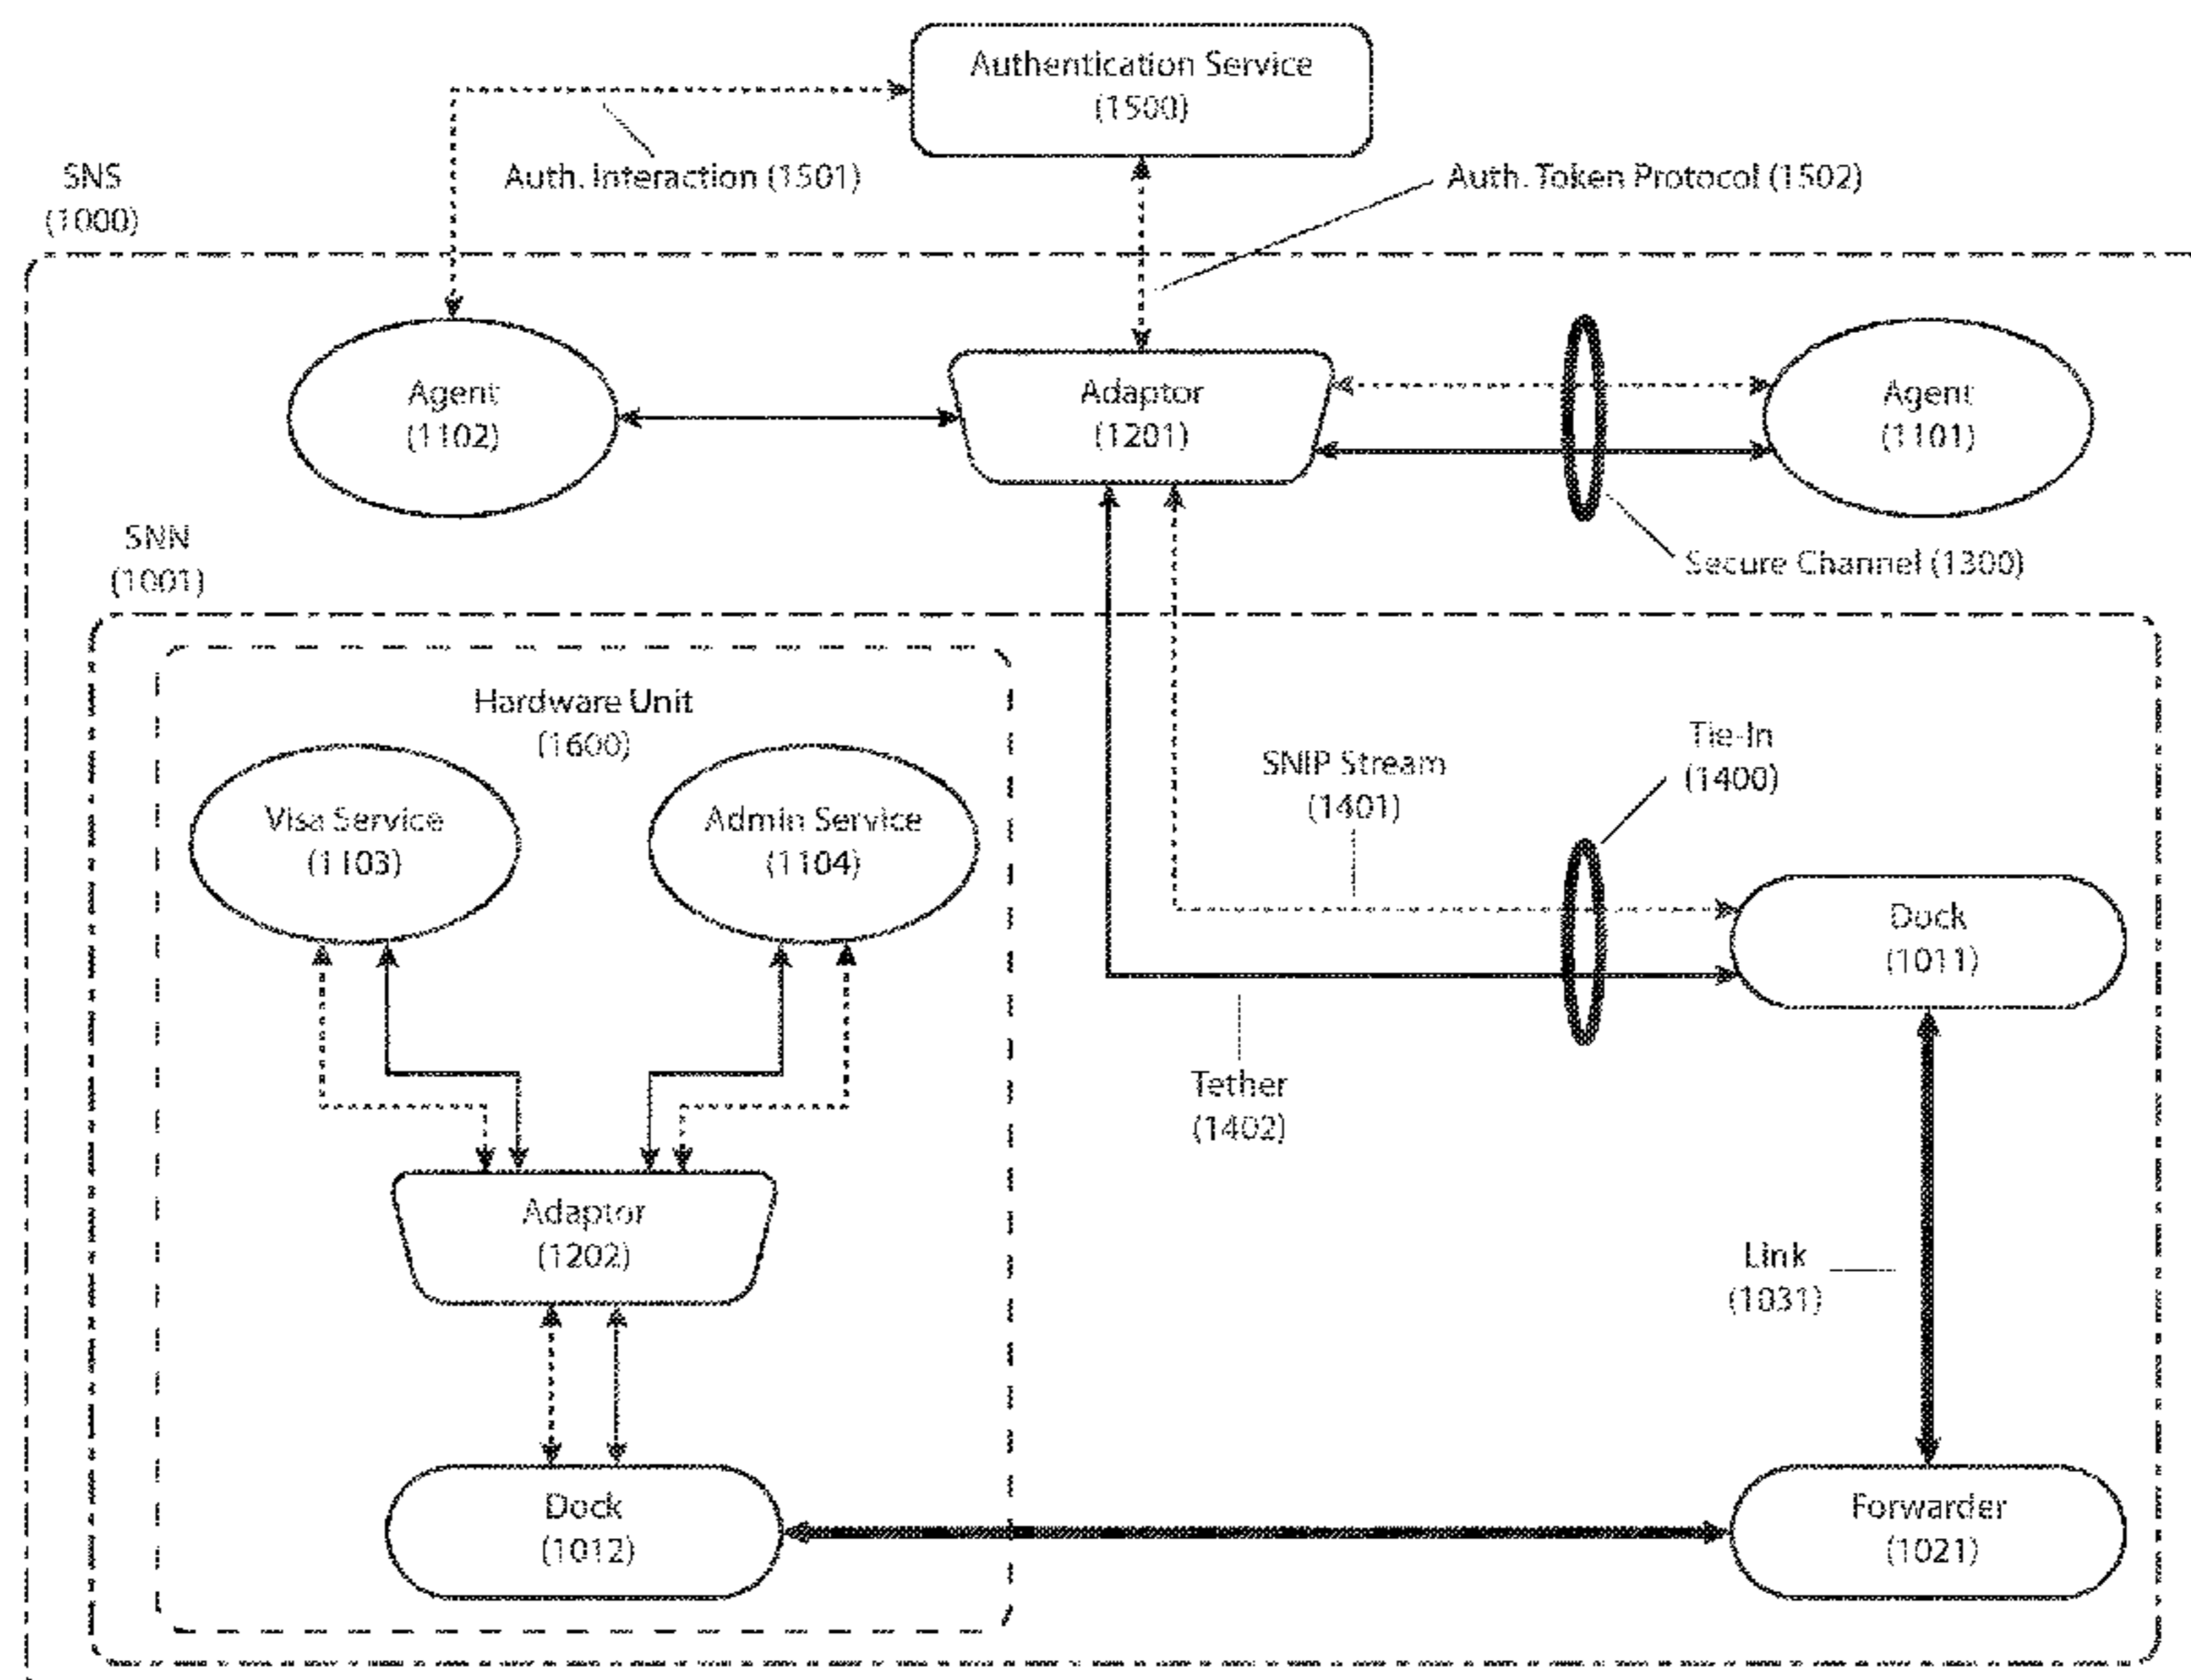 Authentication Service
(1500)
Auth. Interaction (1501)
Auth. Token Protocol (1502)
SNS
(1000)
Agent
(1102)
Adaptor
(1201)
Agent
(1101)
Secure Channel (1300)
SNN
(1001)
Hardware Unit
(1600)
Visa Service
(1103)
Admin Service
(1104)
SNIP Stream
(1401)
Tie-In
(1400)
Dock
(1011)
Tether
(1402)
Adaptor
(1202)
Link
(1031)
Dock
(1012)
Forwarder
(1021)